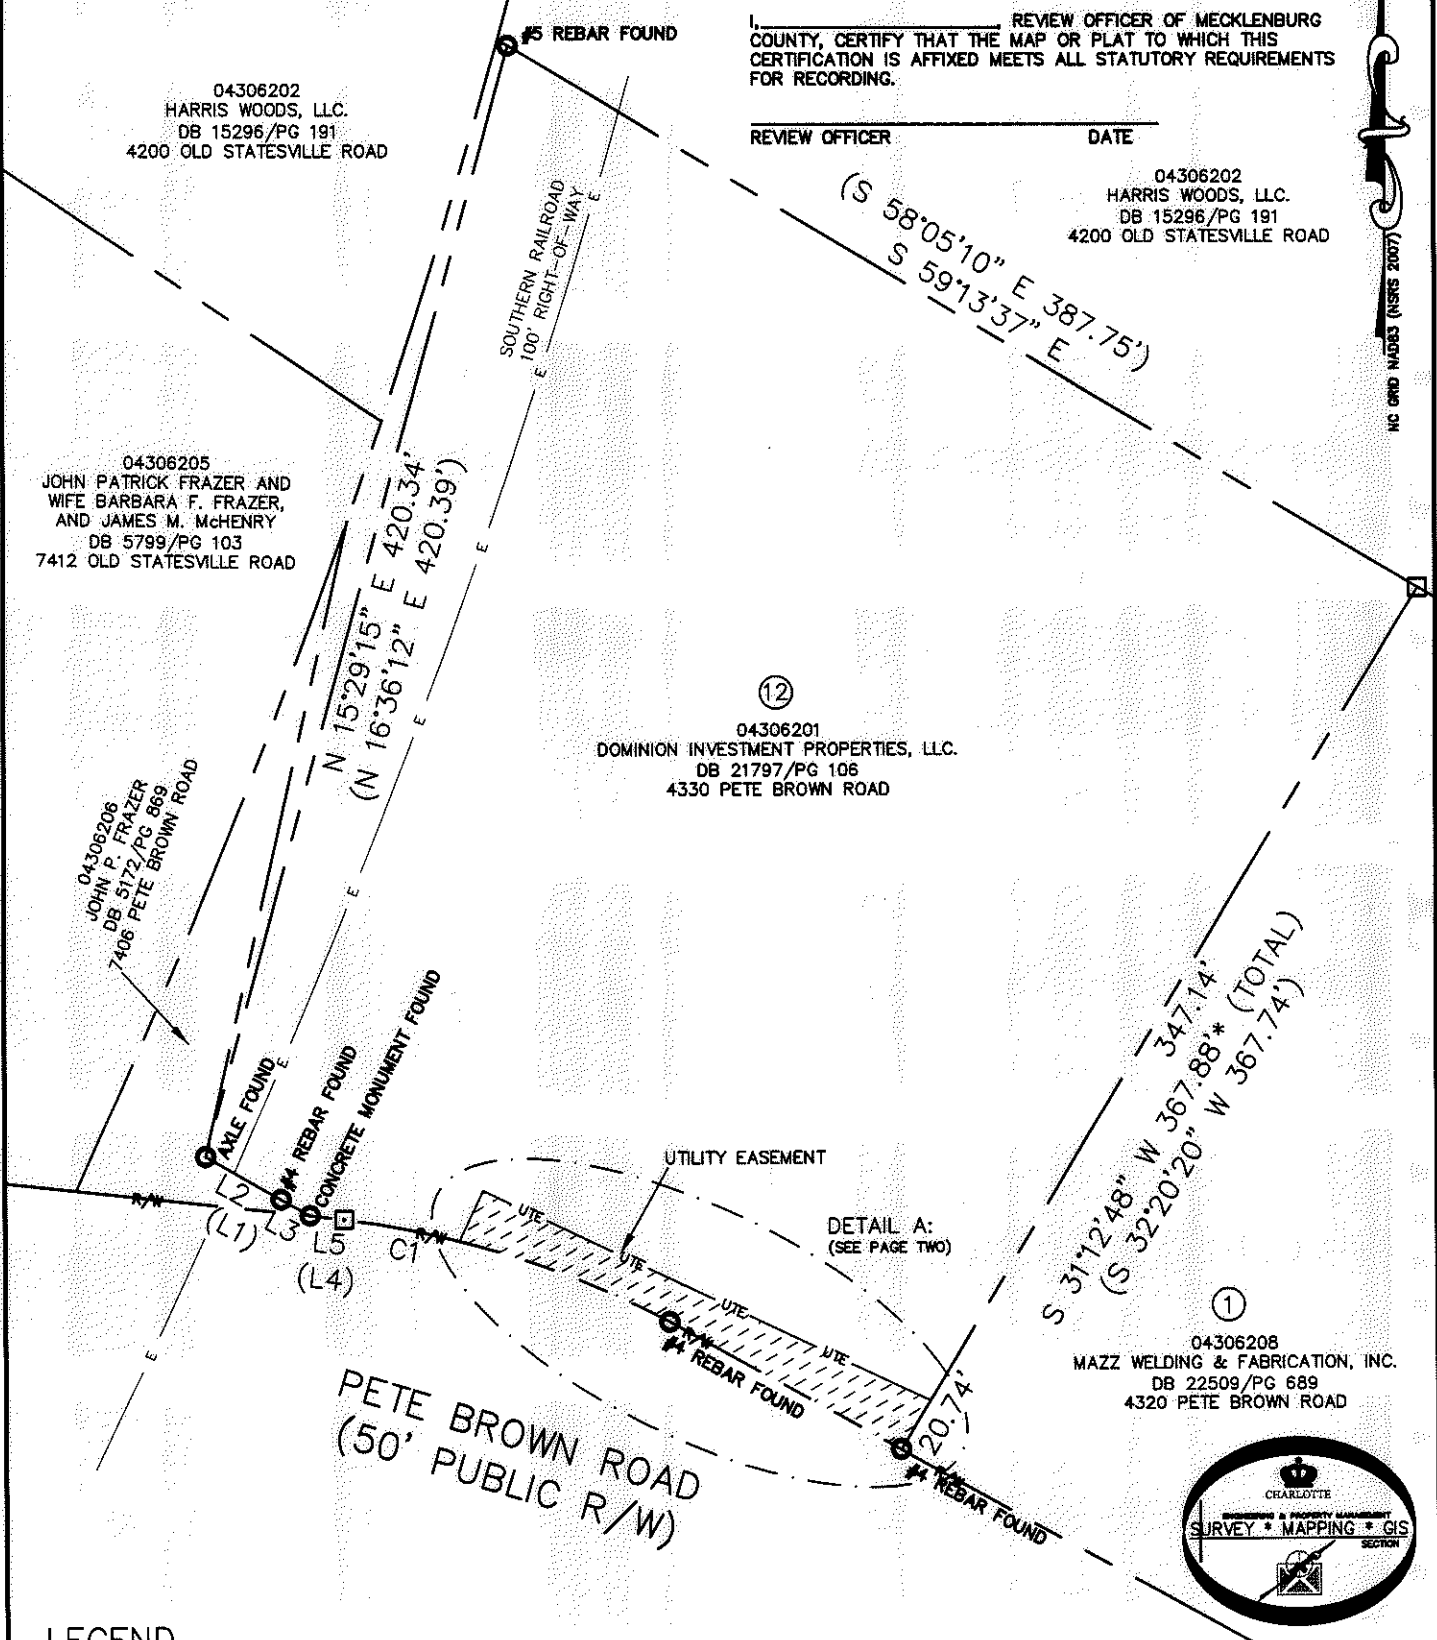 I,____________________, REVIEW OFFICER OF MECKLENBURG
COUNTY, CERTIFY THAT THE MAP OR PLAT TO WHICH THIS
CERTIFICATION IS AFFIXED MEETS ALL STATUTORY REQUIREMENTS
FOR RECORDING.
REVIEW OFFICER DATE
#5 REBAR FOUND
04306202
HARRIS WOODS, LLC.
DB 15296/PG 191
4200 OLD STATESVILLE ROAD
04306202
HARRIS WOODS, LLC.
DB 15296/PG 191
4200 OLD STATESVILLE ROAD
NC GRID NAD83 (NSRS 2007)
SOUTHERN RAILROAD
100' RIGHT-OF-WAY
E
E
E
E
E
E
E
E
(S 58°05'10" E 387.75')
S 59°13'37" E
04306205
JOHN PATRICK FRAZER AND
WIFE BARBARA F. FRAZER,
AND JAMES M. McHENRY
DB 5799/PG 103
7412 OLD STATESVILLE ROAD
N 15°29'15" E 420.34'
(N 16°36'12" E 420.39')
12
04306201
DOMINION INVESTMENT PROPERTIES, LLC.
DB 21797/PG 106
4330 PETE BROWN ROAD
04306206
JOHN P. FRAZER
DB 5172/PG 869
7406 PETE BROWN ROAD
347.14'
S 31°12'48" W 367.88'* (TOTAL)
(S 32°20'20" W 367.74')
AXLE FOUND
#4 REBAR FOUND
CONCRETE MONUMENT FOUND
R/W
L2
(L1)
L3
L5
(L4)
C1
R/W
UTILITY EASEMENT
UTE
UTE
UTE
UTE
DETAIL A:
(SEE PAGE TWO)
R/W
#4 REBAR FOUND
20.74'
R/W
#4 REBAR FOUND
1
04306208
MAZZ WELDING & FABRICATION, INC.
DB 22509/PG 689
4320 PETE BROWN ROAD
PETE BROWN ROAD
(50' PUBLIC R/W)
CHARLOTTE
ENGINEERING & PROPERTY MANAGEMENT
SURVEY * MAPPING * GIS
SECTION
LEGEND